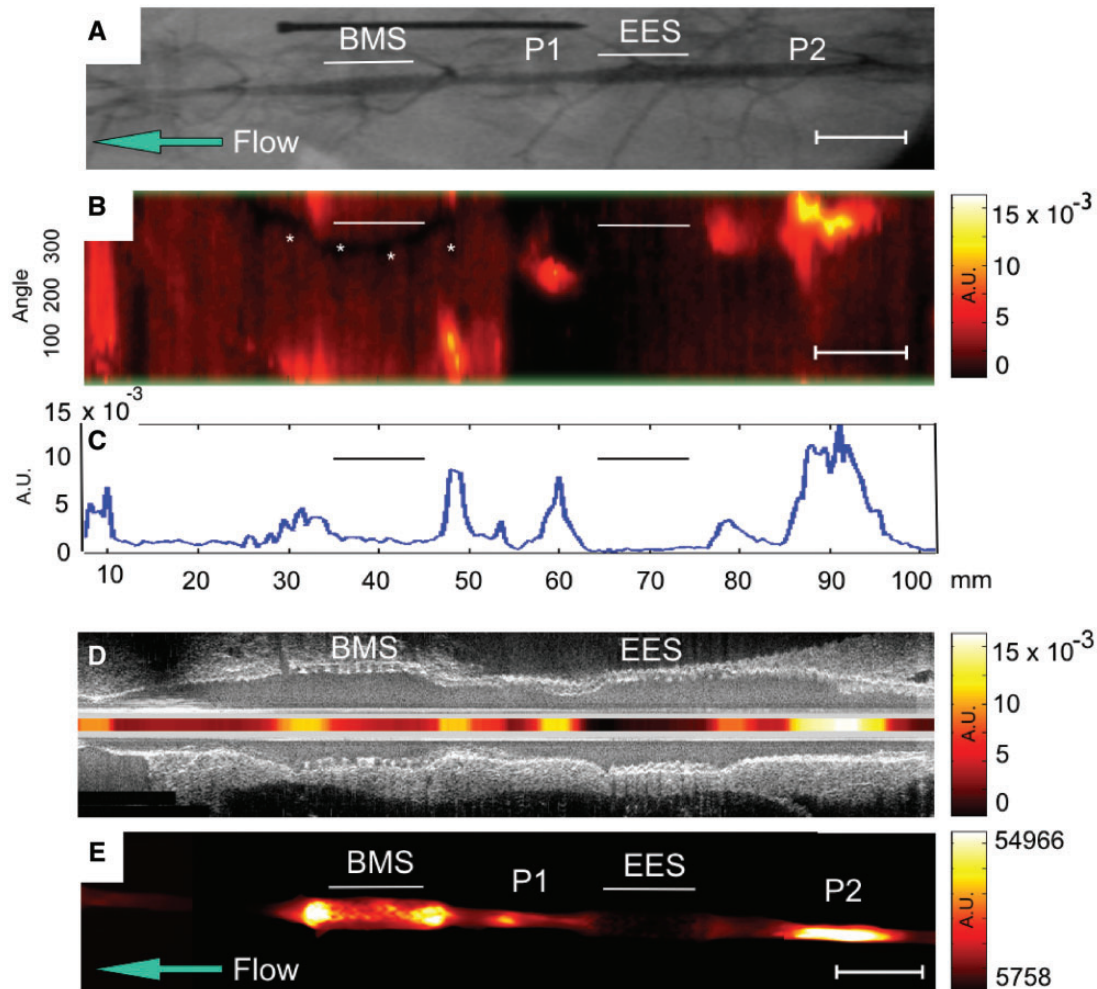 A
BMS
P1
EES
P2
Flow
B
* * * *
Angle
300
200
100
15 x 10⁻³
10
5
0
A.U.
15 x 10⁻³
C
10
5
0
A.U.
10 20 30 40 50 60 70 80 90 100 mm
D
BMS
EES
15 x 10⁻³
10
5
0
A.U.
E
BMS
P1
EES
P2
Flow
54966
A.U.
5758